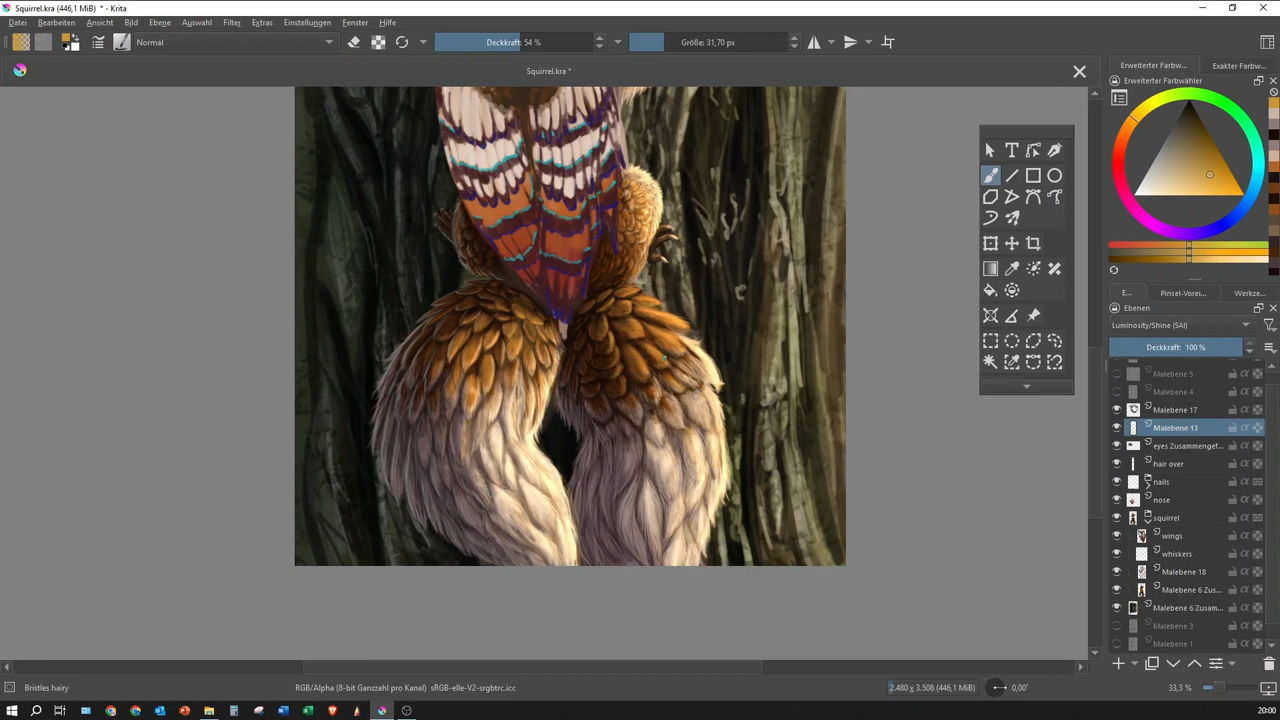 Squirrel.kra (446,1 MiB) * - Krita
Datei Bearbeiten Ansicht Bild Auswahl Ebene Filter Extras Einstellungen Fenster Hilfe
Normal Deckkraft: 54 % Größe: 31,70 px
Squirrel.kra *
Erweiterter Farbw... Exakter Farbw...
Erweiterter Farbwähler
E... Pinsel-Vorei... Werkze...
Ebenen
Luminosity/Shine (SAI)
Deckkraft: 100 %
Malebene 5
Malebene 4
Malebene 17
Malebene 13
eyes Zusammengef...
hair over
nails
nose
squirrel
wings
whiskers
Malebene 18
Malebene 6 Zus...
Malebene 6 Zusam...
Malebene 3
Malebene 1
Bristles hairy RGB/Alpha (8-bit Ganzzahl pro Kanal) sRGB-elle-V2-srgbtrc.icc 2.480 x 3.508 (446,1 MiB) 0,00° 33,3 %
20:00